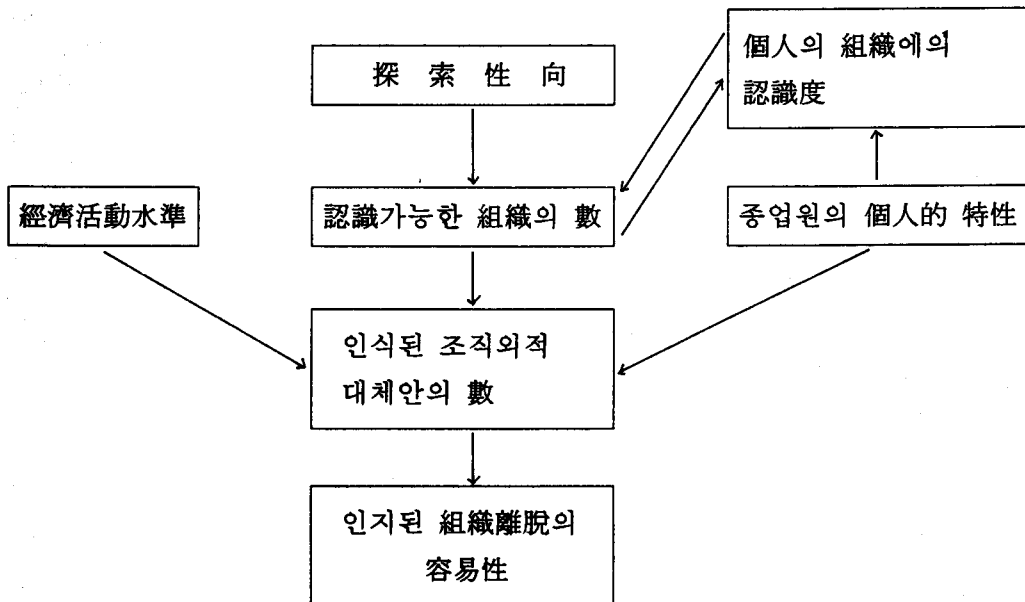 探 索 性 向
個人의 組織에의
認識度
經濟活動水準
認識가능한 組織의 數
종업원의 個人的 特性
인식된 조직외적
대체안의 數
인지된 組織離脫의
容易性